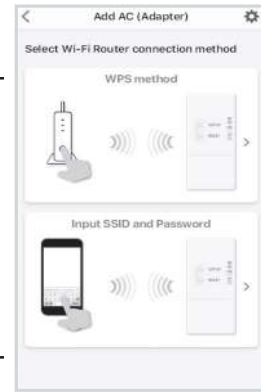 Add AC (Adapter)
Select Wi-Fi Router connection method
WPS method
Input SSID and Password